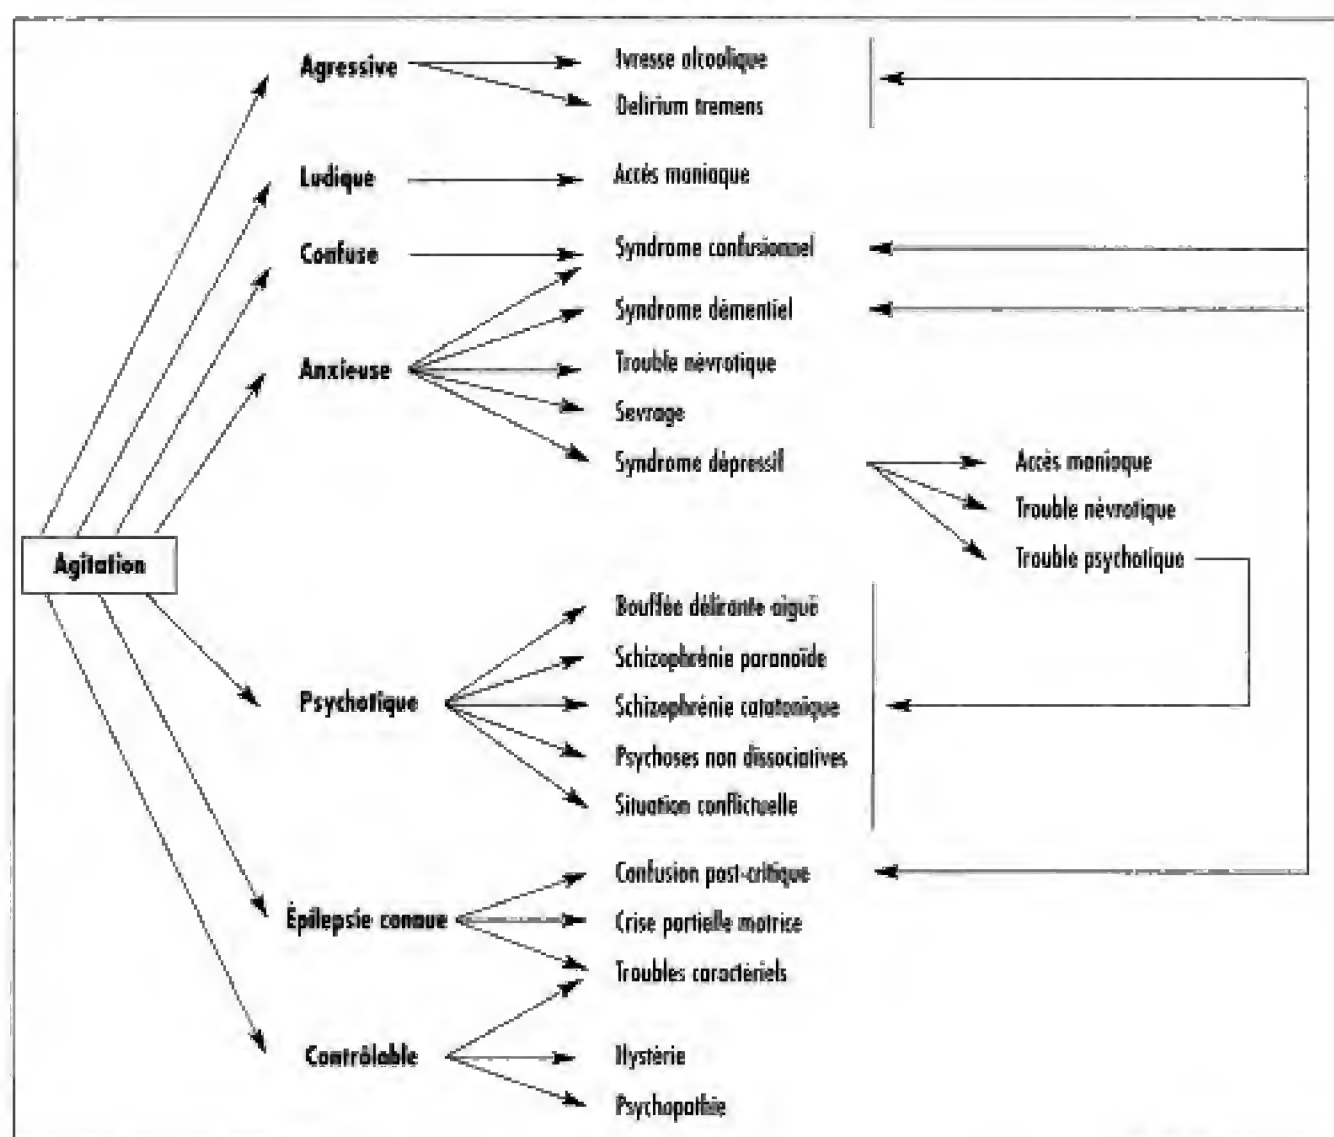 Agressive
Ivresse alcoolique
Delirium tremens
Ludique
Accès maniaque
Confuse
Syndrome confusionnel
Syndrome démentiel
Anxieuse
Trouble névrotique
Sevrage
Syndrome dépressif
Accès maniaque
Trouble névrotique
Trouble psychotique
Agitation
Bouffée délirante aiguë
Schizophrénie paranoïde
Psychotique
Schizophrénie catatonique
Psychoses non dissociatives
Situation conflictuelle
Confusion post-critique
Épilepsie connue
Crise partielle motrice
Troubles caractériels
Contrôlable
Hystérie
Psychopathie